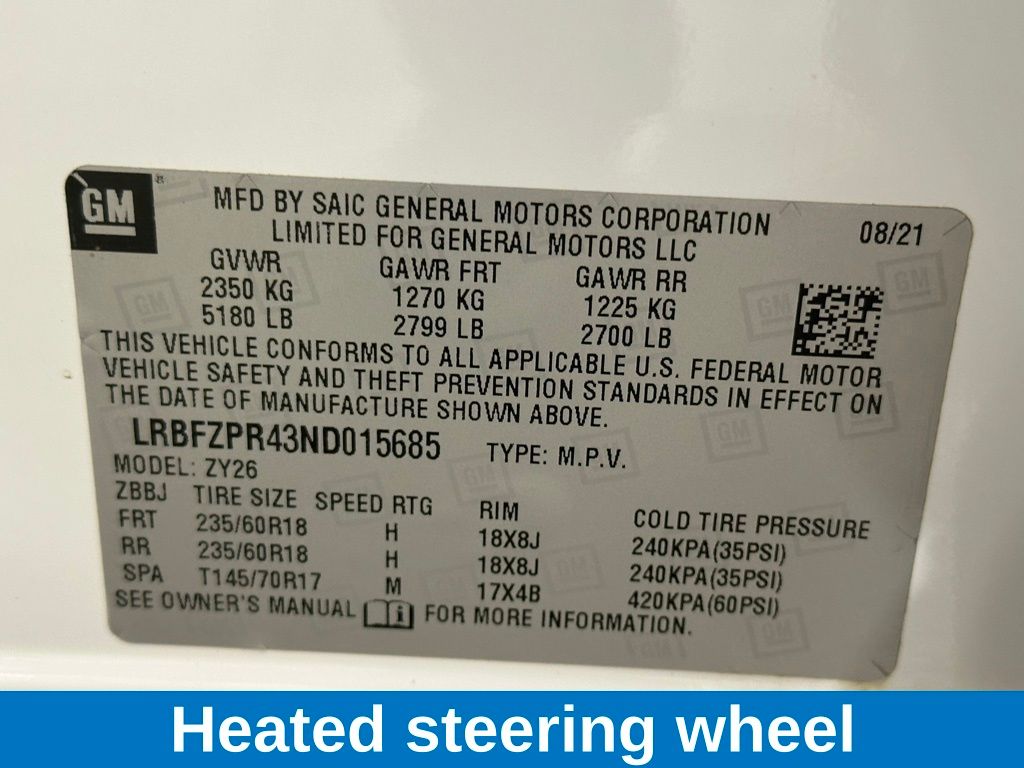 GM ®
MFD BY SAIC GENERAL MOTORS CORPORATION 08/21
LIMITED FOR GENERAL MOTORS LLC
GVWR GAWR FRT GAWR RR
2350 KG 1270 KG 1225 KG
5180 LB 2799 LB 2700 LB
THIS VEHICLE CONFORMS TO ALL APPLICABLE U.S. FEDERAL MOTOR
VEHICLE SAFETY AND THEFT PREVENTION STANDARDS IN EFFECT ON
THE DATE OF MANUFACTURE SHOWN ABOVE.
LRBFZPR43ND015685 TYPE: M.P.V.
MODEL: ZY26
ZBBJ TIRE SIZE SPEED RTG RIM COLD TIRE PRESSURE
FRT 235/60R18 H 18X8J 240KPA(35PSI)
RR 235/60R18 H 18X8J 240KPA(35PSI)
SPA T145/70R17 M 17X4B 420KPA(60PSI)
SEE OWNER'S MANUAL FOR MORE INFORMATION.
Heated steering wheel